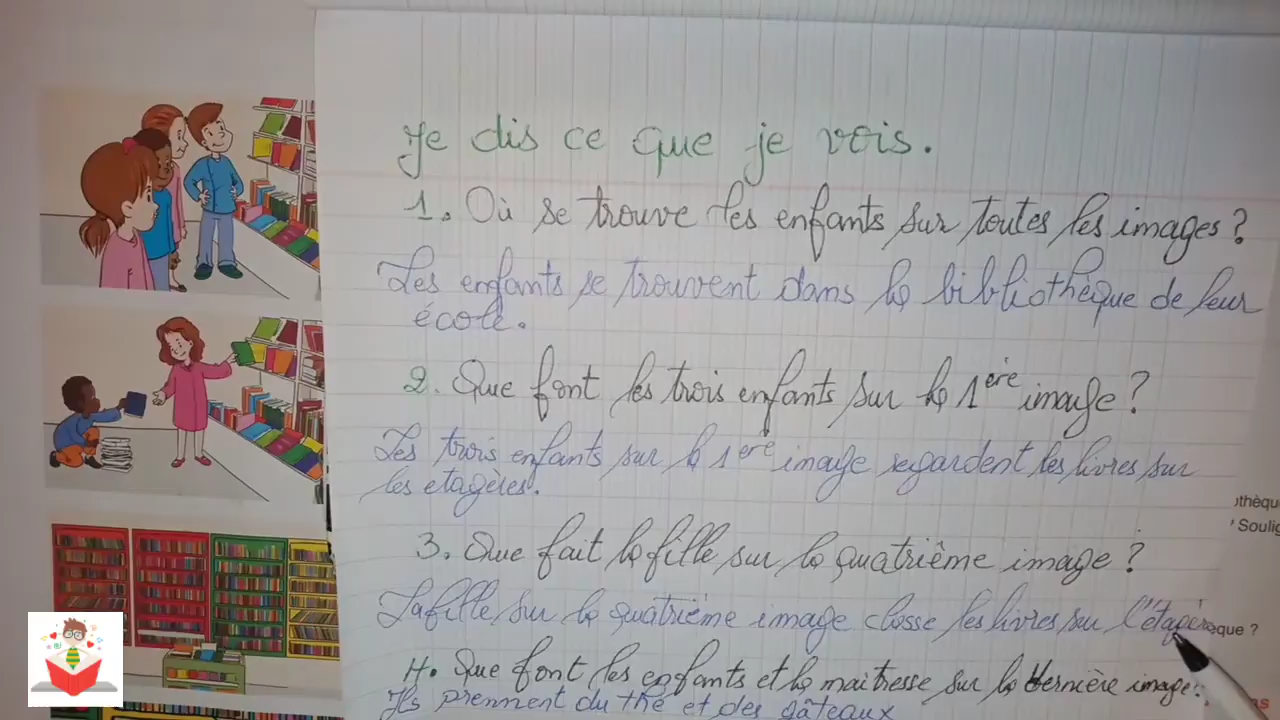 Je dis ce que je vois.
1. Où se trouve les enfants sur toutes les images?
Les enfants se trouvent dans la bibliothèque de leur
école.
2. Que font les trois enfants sur la 1ère image?
Les trois enfants sur la 1ère image regardent les livres sur
les etagères.
3. Que fait la fille sur la quatrième image?
La fille sur la quatrième image classe les livres sur l'étagère
4. Que font les enfants et la maitresse sur la dernière image?
Ils prennent du thé et des gâteaux
Soulig